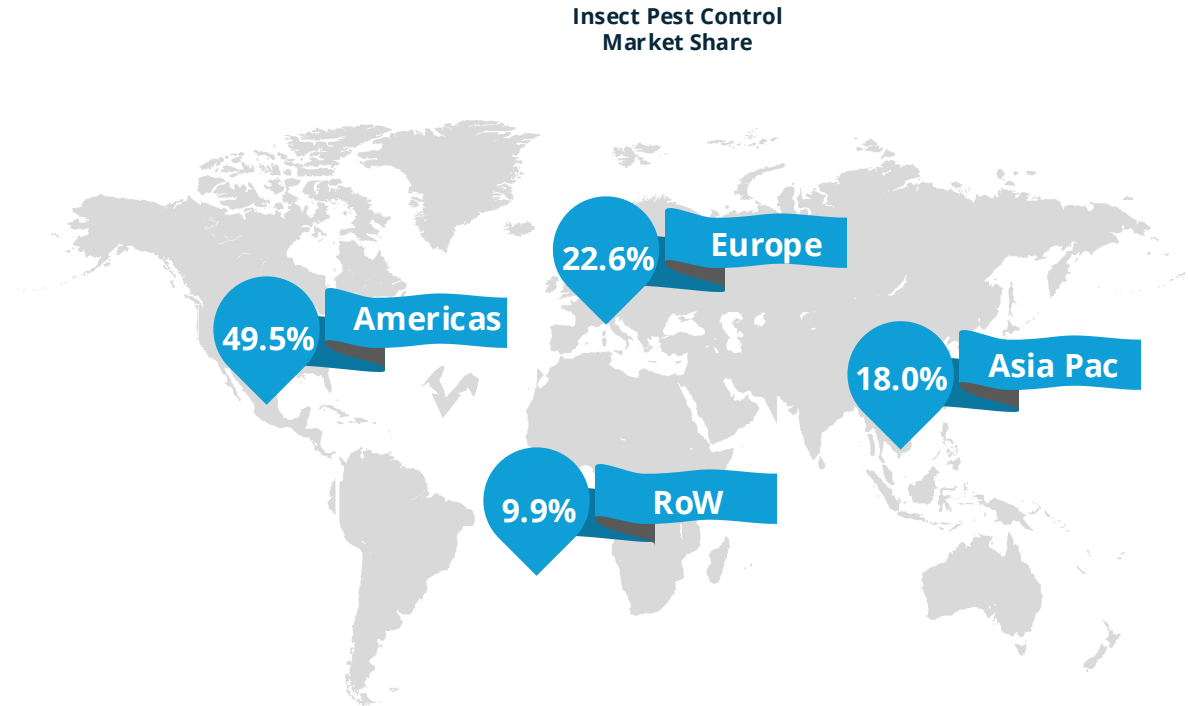 Insect Pest Control
Market Share
22.6%
Europe
49.5%
Americas
18.0%
Asia Pac
9.9%
RoW